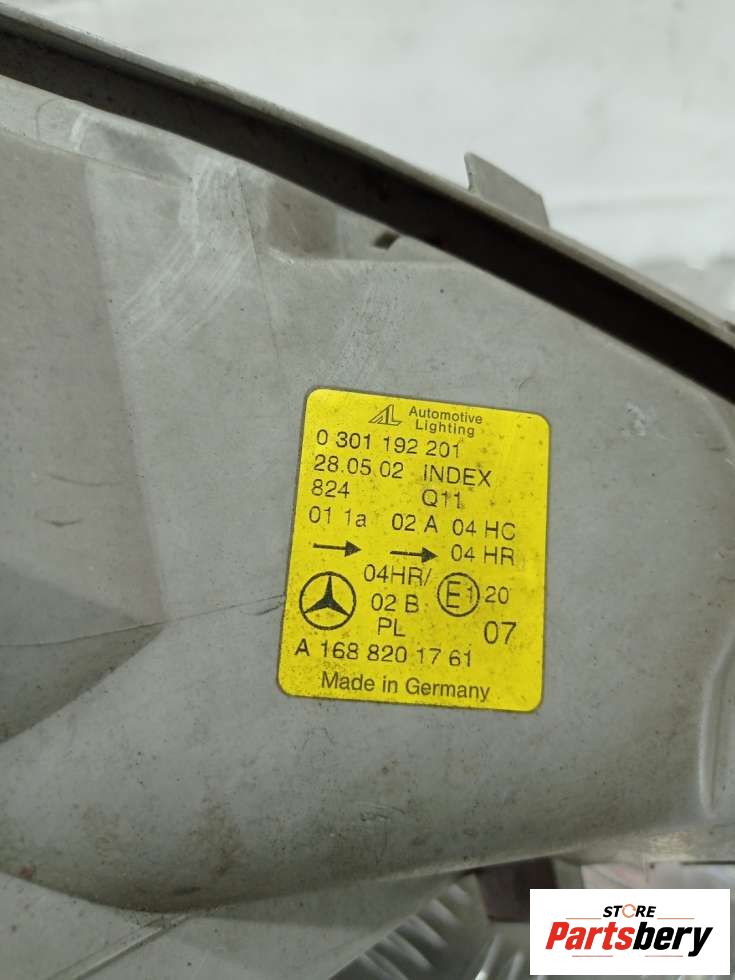 Automotive
Lighting
0 301 192 201
28.05.02 INDEX
824 Q11
01 1a 02 A 04 HC
04 HR
04HR/ E1 20
02 B
PL 07
A 168 820 17 61
Made in Germany
STORE
Partsbery